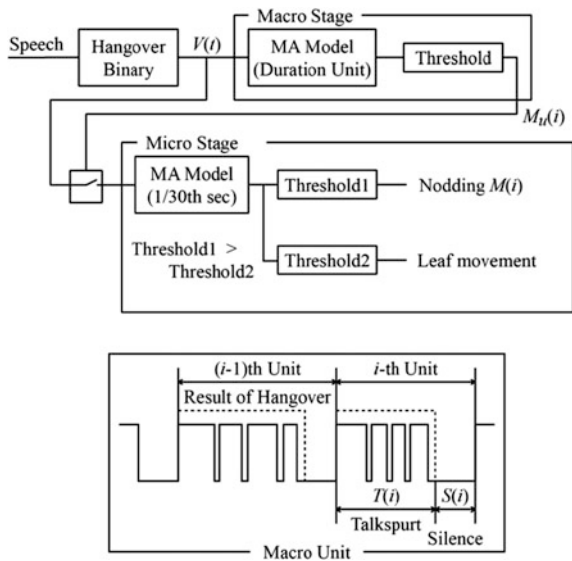 Macro Stage
Speech
Hangover
Binary
V(t)
MA Model
(Duration Unit)
Threshold
Mu(i)
Micro Stage
MA Model
(1/30th sec)
Threshold1
Nodding M(i)
Threshold1 >
Threshold2
Threshold2
Leaf movement
(i-1)th Unit
i-th Unit
Result of Hangover
T(i)
S(i)
Talkspurt
Silence
Macro Unit